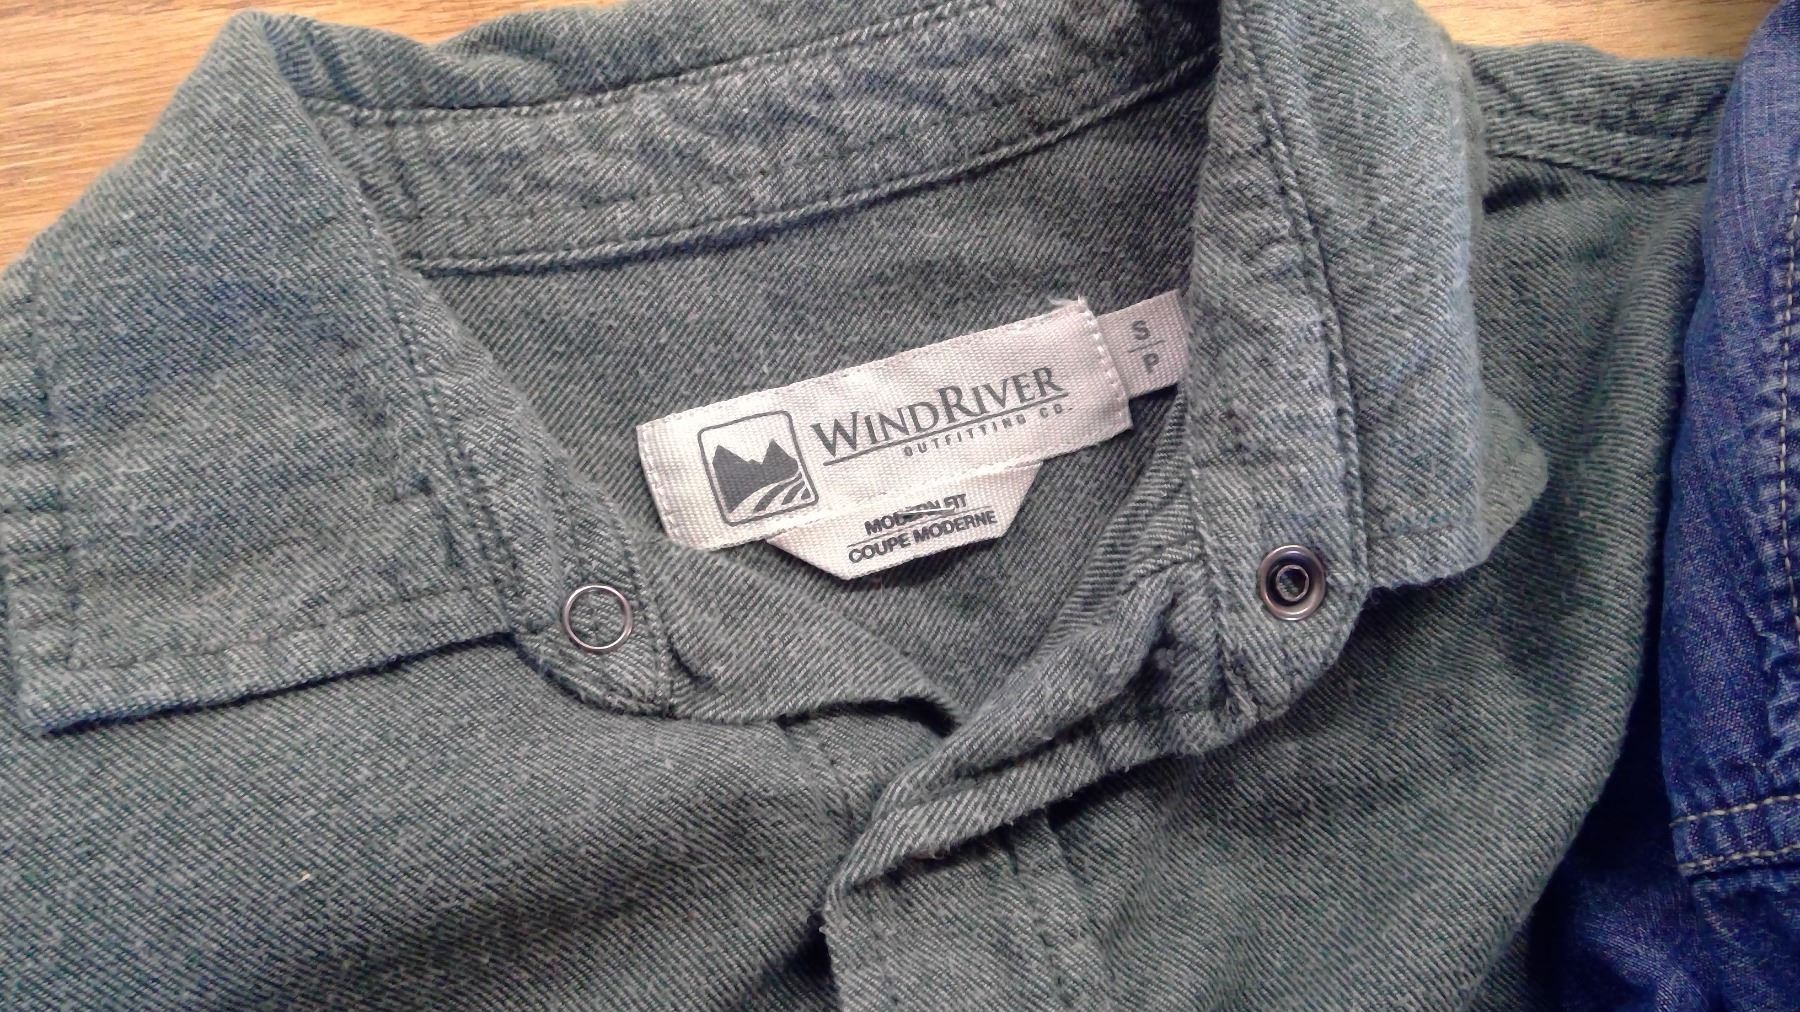 WINDRIVER
OUTFITTING CO.
S
P
MODERN FIT
COUPE MODERNE